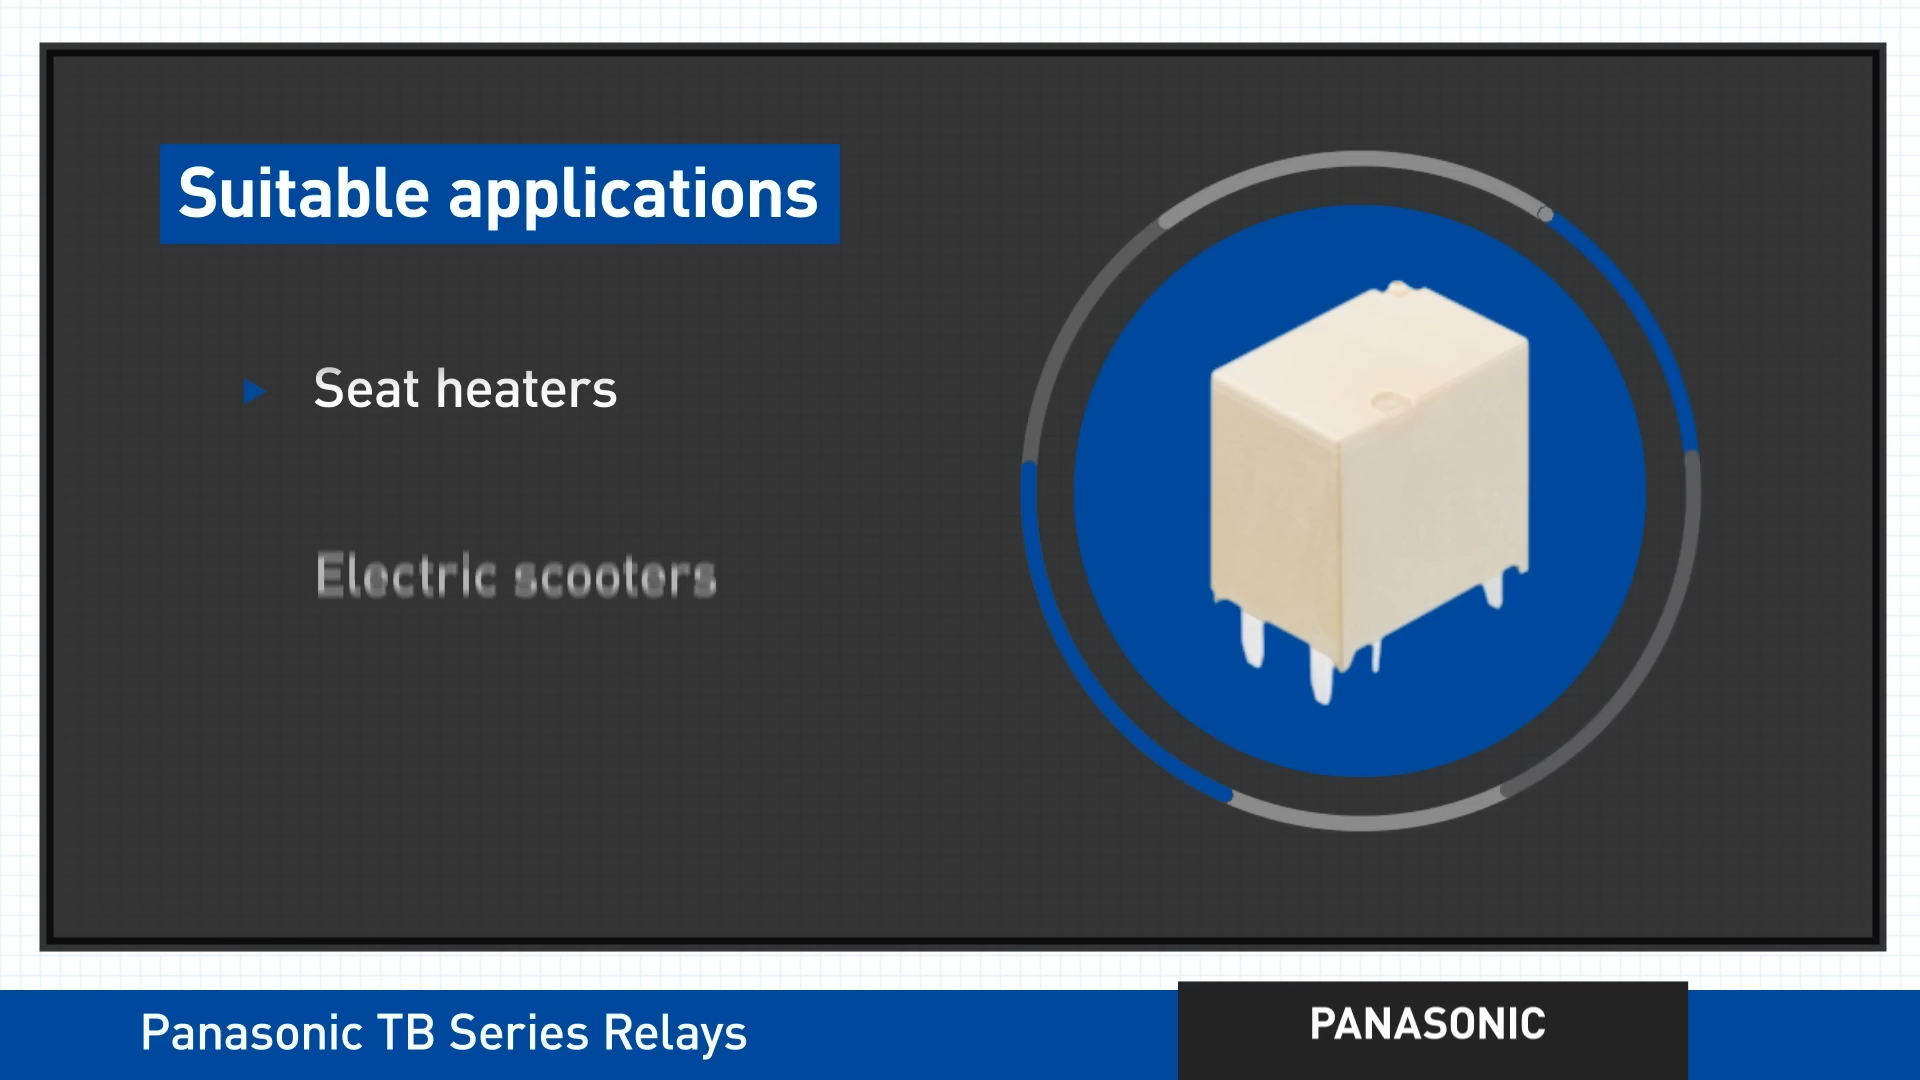 Suitable applications
Seat heaters
Electric scooters
Panasonic TB Series Relays
PANASONIC